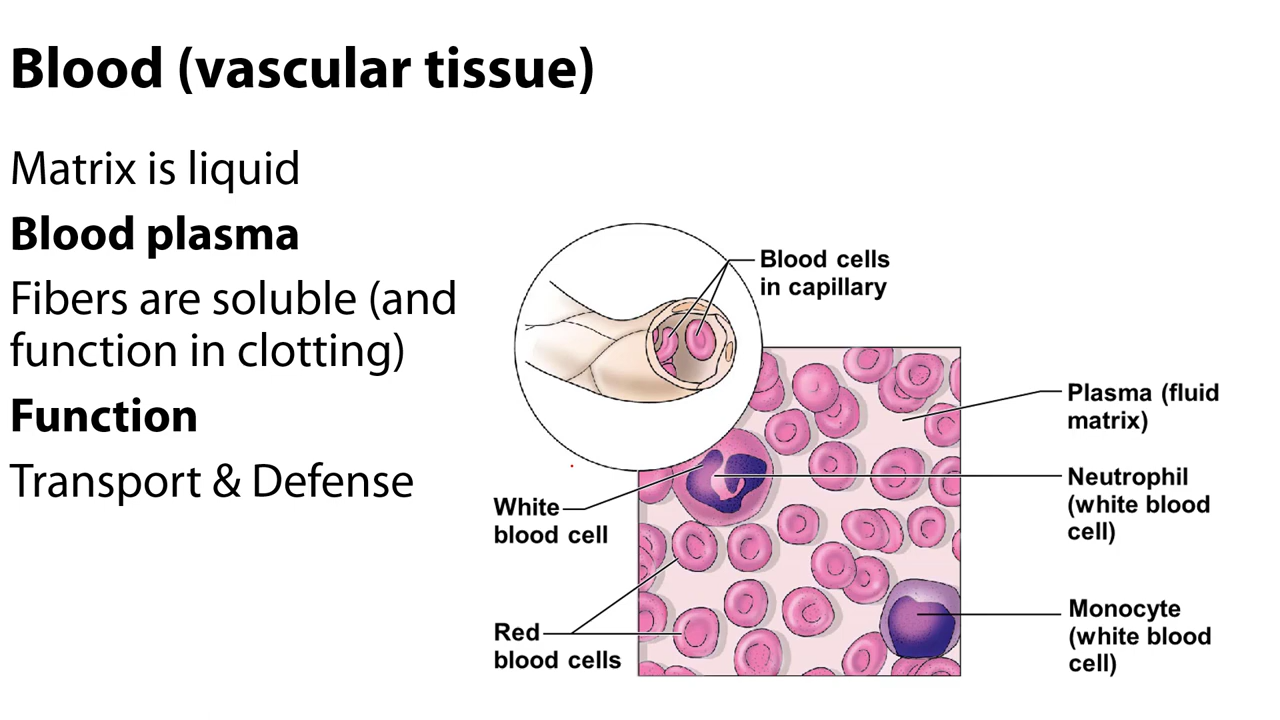 Blood (vascular tissue)
Matrix is liquid
Blood plasma
Fibers are soluble (and
function in clotting)
Function
Transport & Defense
Blood cells
in capillary
Plasma (fluid
matrix)
Neutrophil
(white blood
cell)
White
blood cell
Red
blood cells
Monocyte
(white blood
cell)